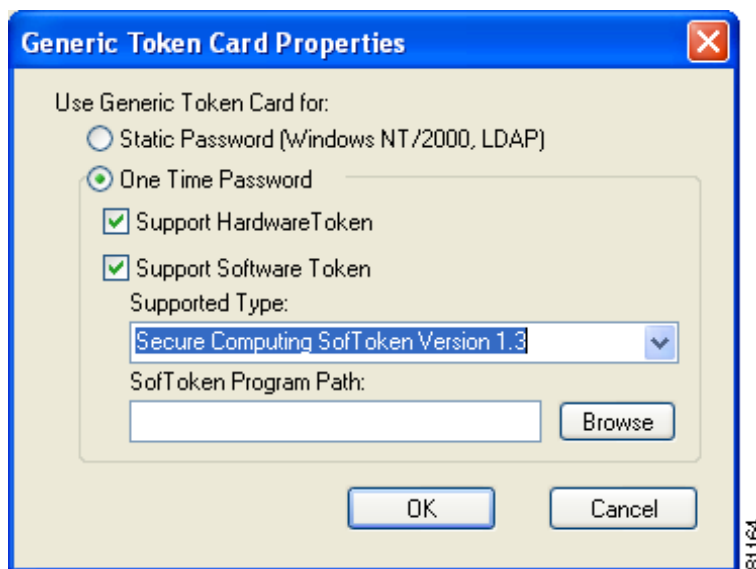 Generic Token Card Properties
Use Generic Token Card for:
Static Password (Windows NT/2000, LDAP)
One Time Password
Support HardwareToken
Support Software Token
Supported Type:
Secure Computing SofToken Version 1.3
SofToken Program Path:
Browse
OK
Cancel
81164